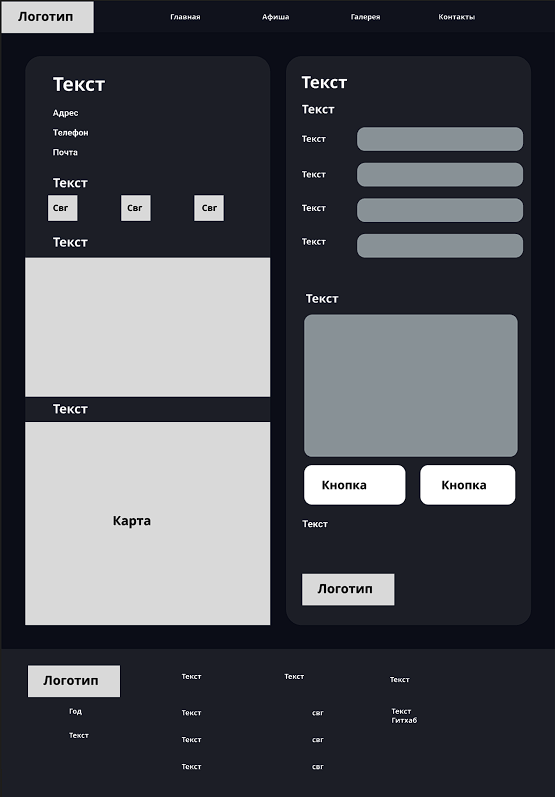 Логотип
Главная
Афиша
Галерея
Контакты
Текст
Адрес
Телефон
Почта
Текст
Свг
Свг
Свг
Текст
Текст
Карта
Текст
Текст
Текст
Текст
Текст
Текст
Текст
Кнопка
Кнопка
Текст
Логотип
Логотип
Год
Текст
Текст
Текст
Текст
Текст
Текст
свг
свг
свг
Текст
Текст
Гитхаб